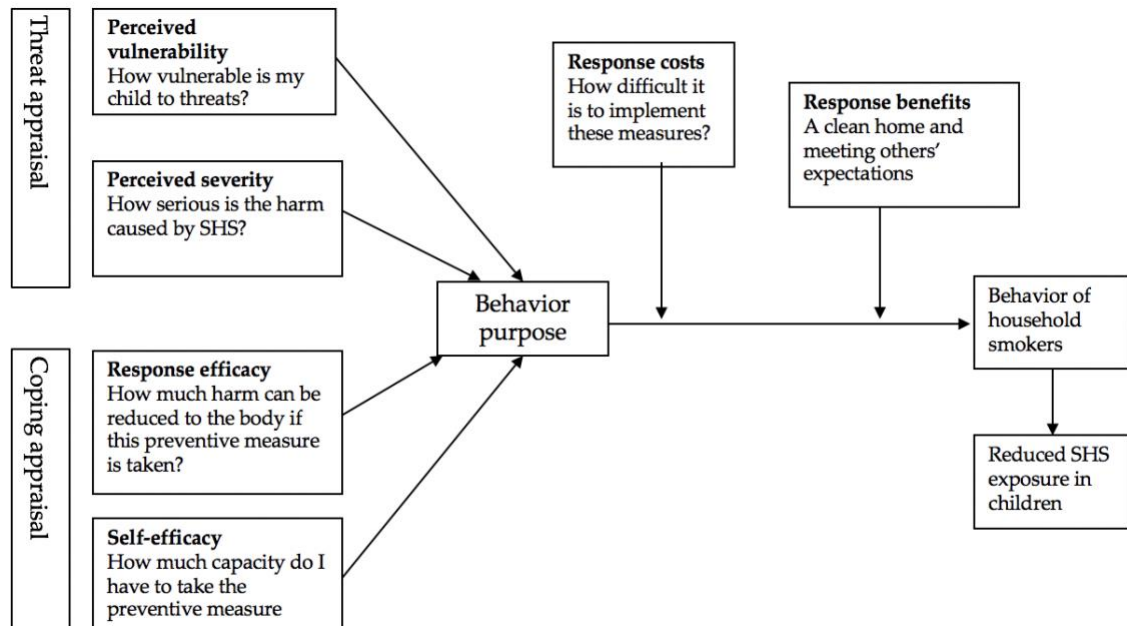 Threat appraisal
Perceived
vulnerability
How vulnerable is my
child to threats?
Perceived severity
How serious is the harm
caused by SHS?
Coping appraisal
Response efficacy
How much harm can be
reduced to the body if
this preventive measure
is taken?
Self-efficacy
How much capacity do I
have to take the
preventive measure
Behavior
purpose
Response costs
How difficult it
is to implement
these measures?
Response benefits
A clean home and
meeting others’
expectations
Behavior of
household
smokers
Reduced SHS
exposure in
children